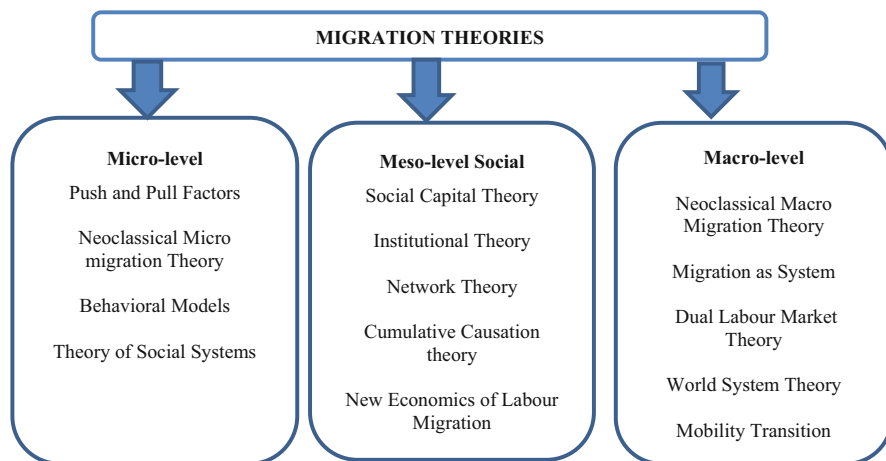 MIGRATION THEORIES
Micro-level
Push and Pull Factors
Neoclassical Micro
migration Theory
Behavioral Models
Theory of Social Systems
Meso-level Social
Social Capital Theory
Institutional Theory
Network Theory
Cumulative Causation
theory
New Economics of Labour
Migration
Macro-level
Neoclassical Macro
Migration Theory
Migration as System
Dual Labour Market
Theory
World System Theory
Mobility Transition